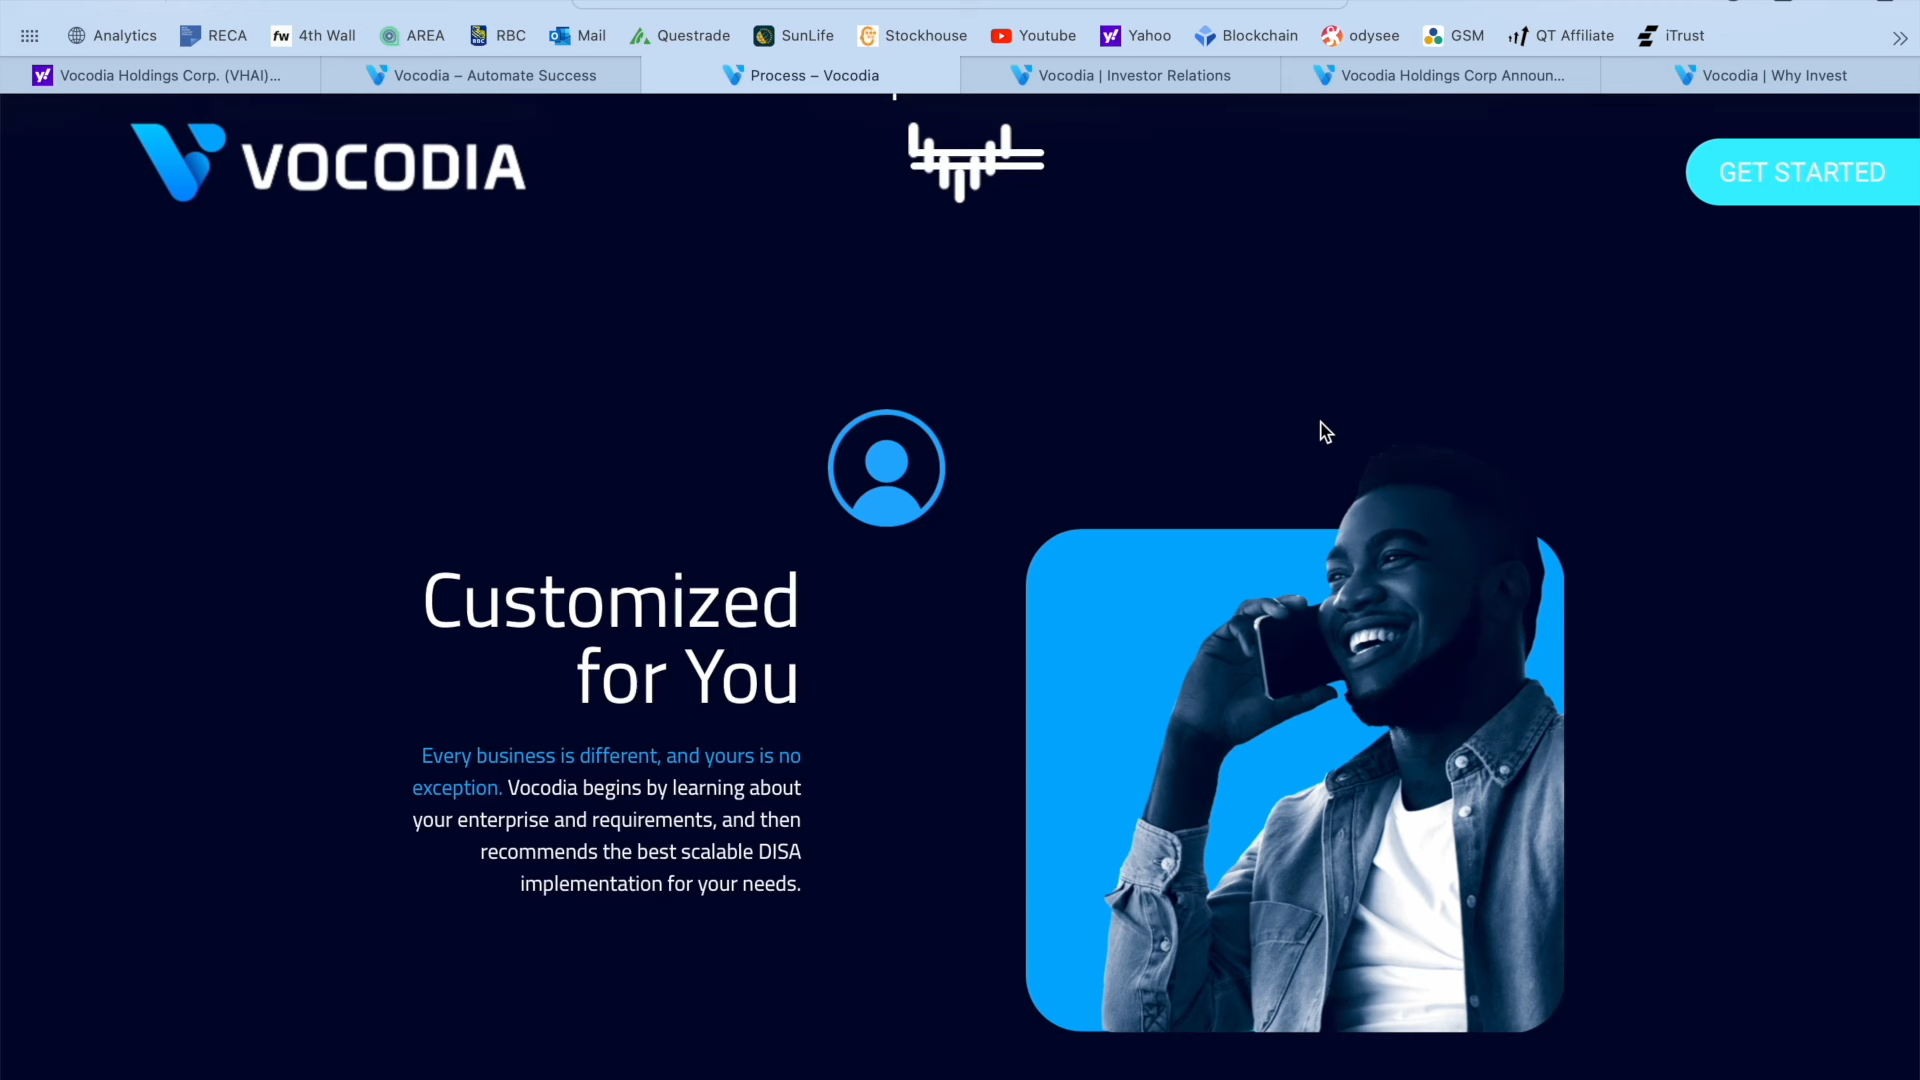 Analytics RECA fw 4th Wall AREA RBC Mail Questrade SunLife Stockhouse Youtube y! Yahoo Blockchain odysee GSM QT Affiliate iTrust
y! Vocodia Holdings Corp. (VHAI)... Vocodia – Automate Success Process – Vocodia Vocodia | Investor Relations Vocodia Holdings Corp Announ... Vocodia | Why Invest
VOCODIA
GET STARTED
Customized
for You
Every business is different, and yours is no
exception. Vocodia begins by learning about
your enterprise and requirements, and then
recommends the best scalable DISA
implementation for your needs.